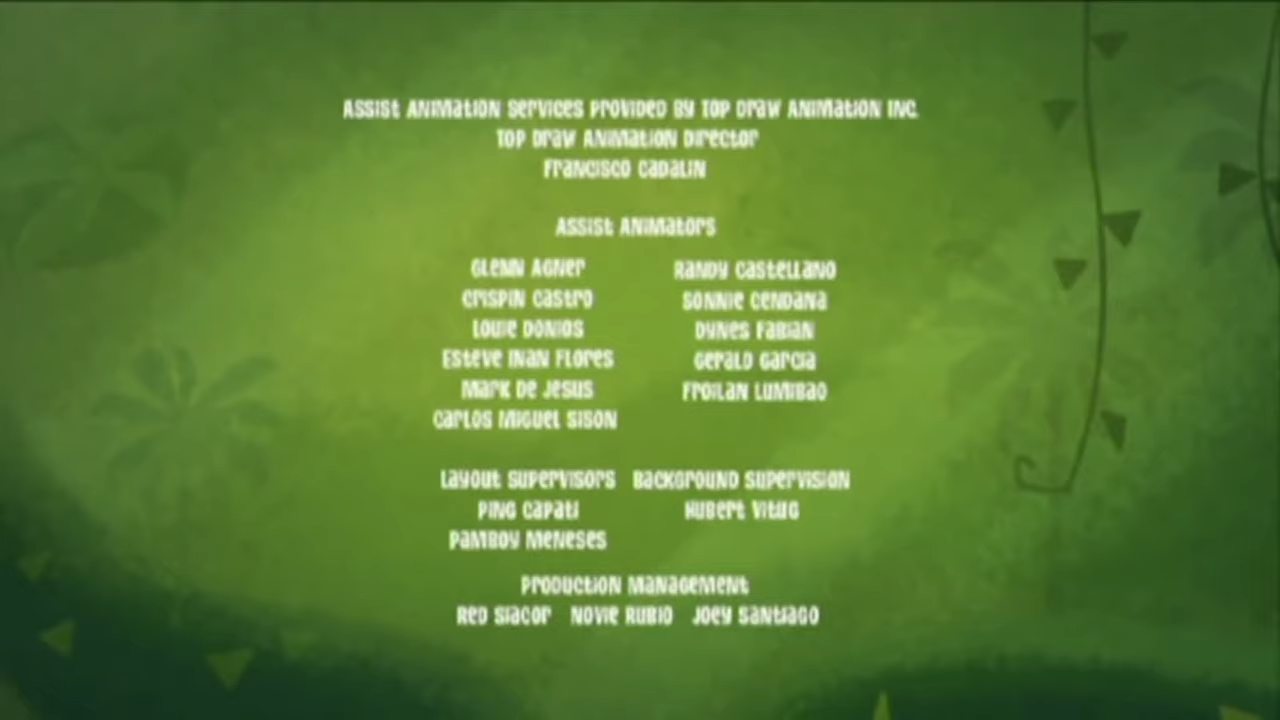 Assist Animation Services Provided by Top Draw Animation Inc.
Top Draw Animation Director
Francisco Cadalin
Assist Animators
Glenn Agner Randy Castellano
Crispin Castro Sonnie Cendana
Louie Donios Dynes Fabian
Esteve Inan Flores Gerald Garcia
Mark De Jesus Froilan Lumibao
Carlos Miguel Sison
Layout Supervisors Background Supervision
Ping Capati Hubert Vitug
Pamboy Meneses
Production Management
Red Siacor Novie Rubio Joey Santiago